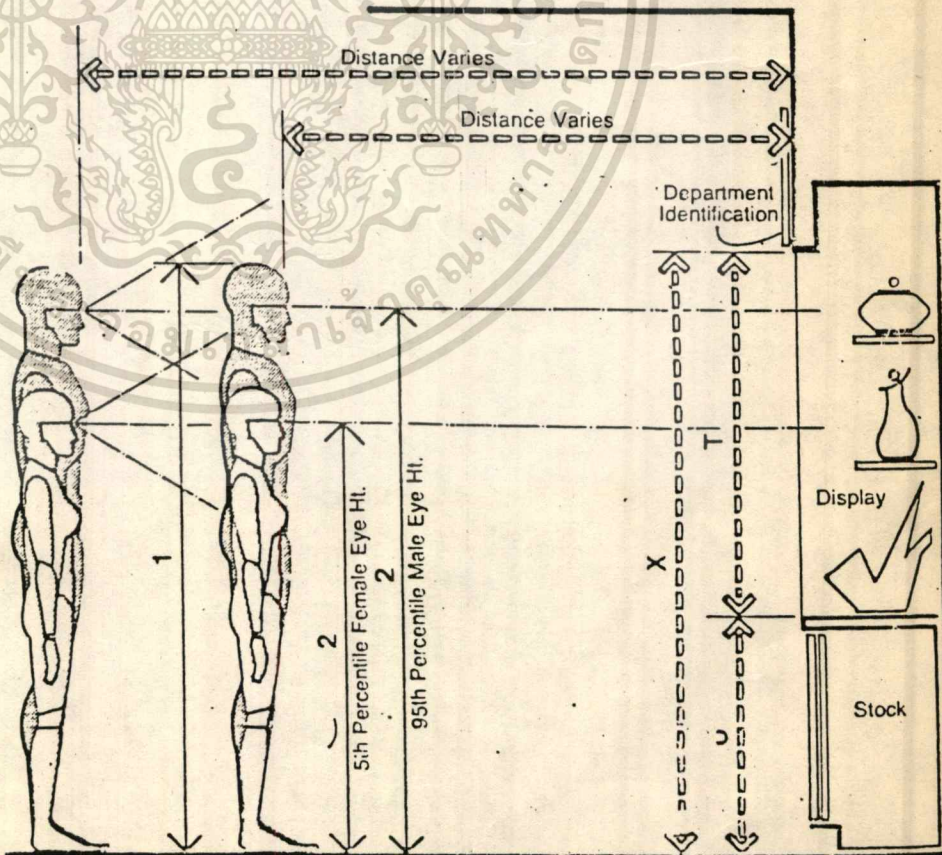 Distance Varies
Distance Varies
Department
Identification
1
2
5th Percentile Female Eye Ht.
2
95th Percentile Male Eye Ht.
X
T
U
Display
Stock